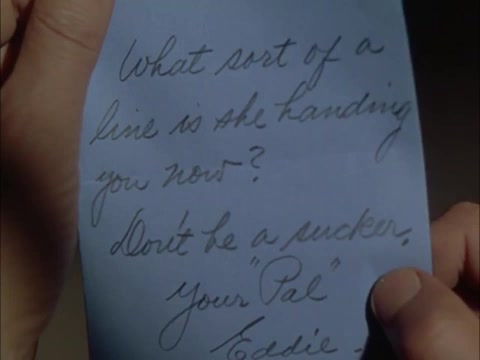 What sort of a
line is she handing
you now?
Don't be a sucker.
Your "Pal"
Eddie -